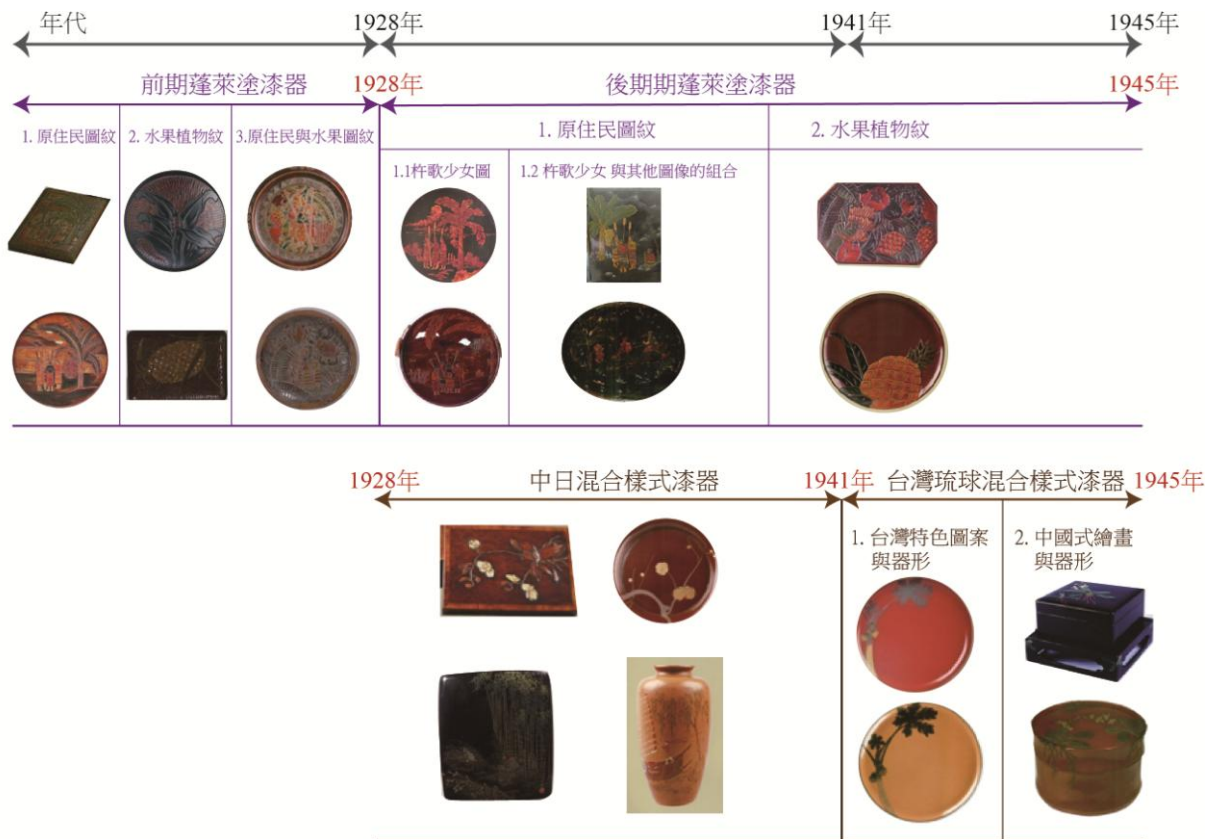 年代
1928年
1941年
1945年
前期蓬萊塗漆器
1928年
後期期蓬萊塗漆器
1945年
1. 原住民圖紋
2. 水果植物紋
3.原住民與水果圖紋
1. 原住民圖紋
2. 水果植物紋
1.1杵歌少女圖
1.2 杵歌少女 與其他圖像的組合
1928年
中日混合樣式漆器
1941年
台灣琉球混合樣式漆器
1945年
1. 台灣特色圖案
與器形
2. 中國式繪畫
與器形